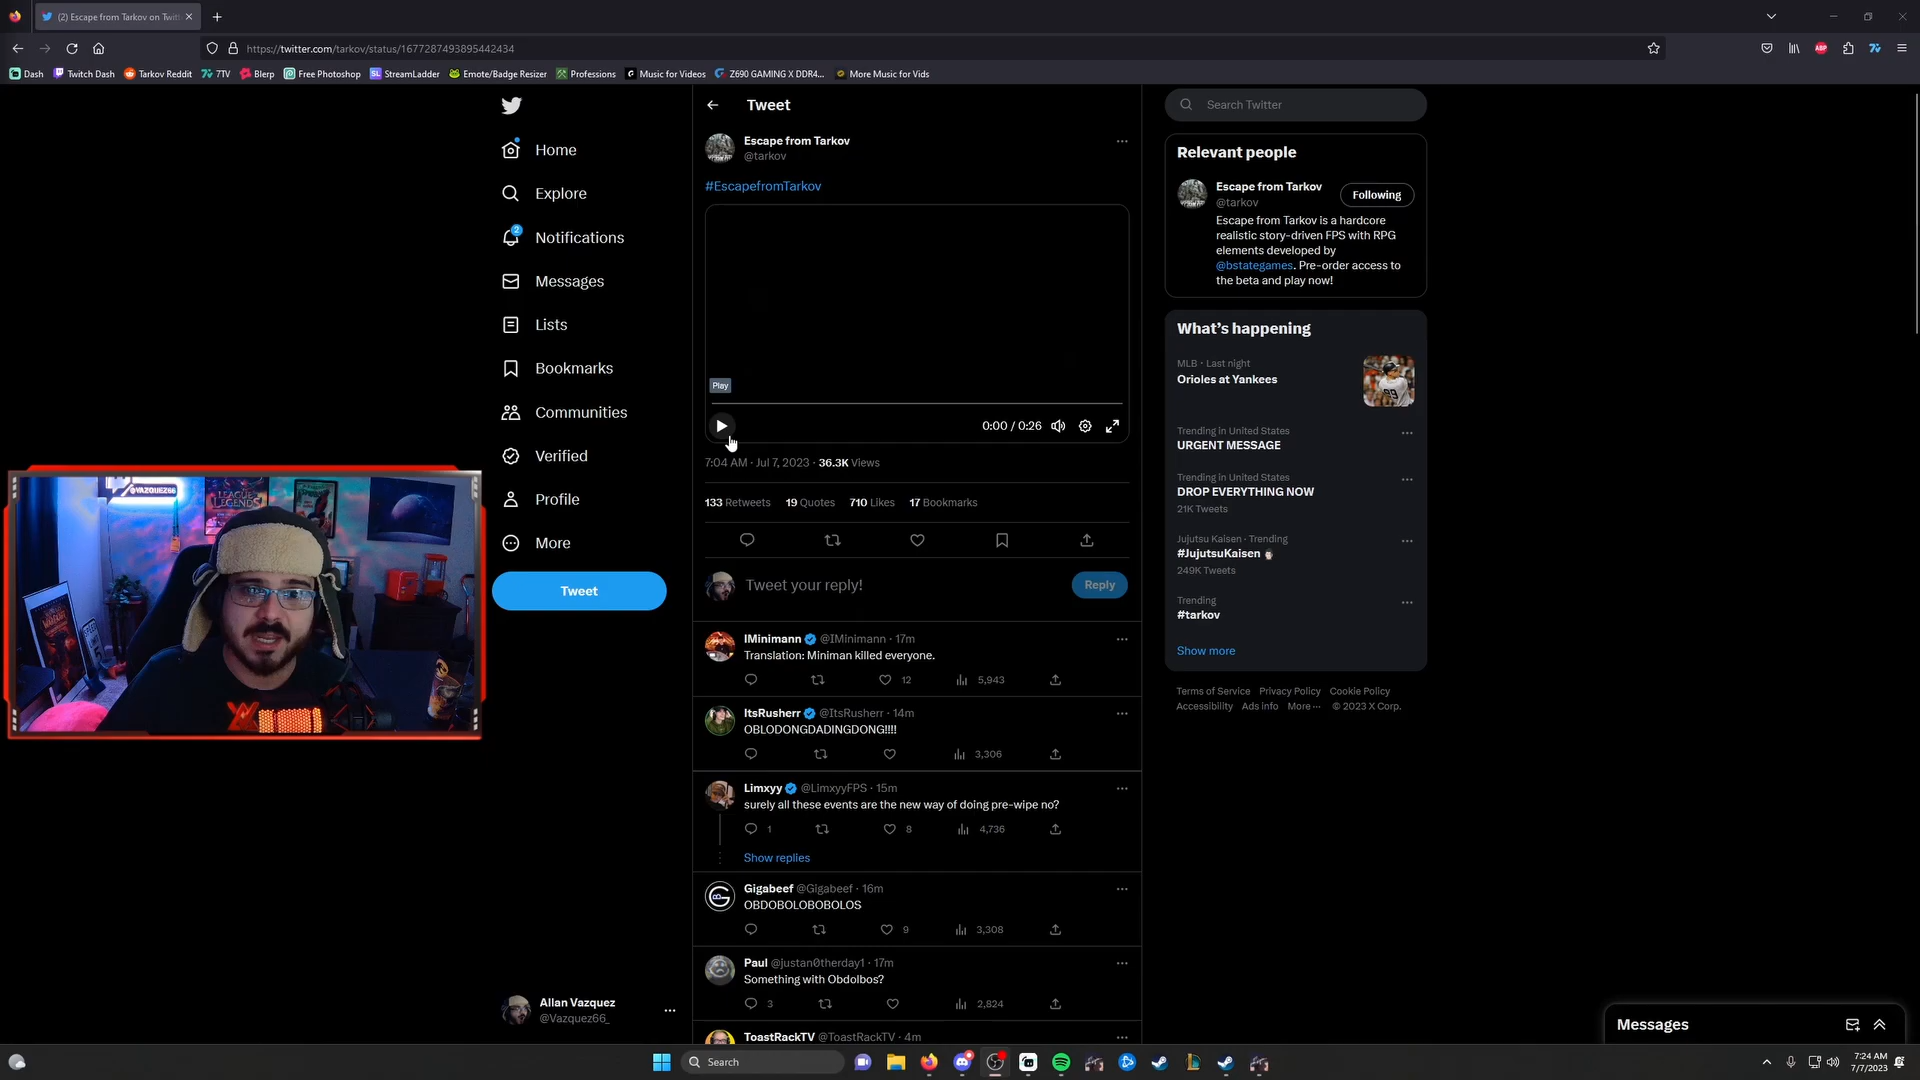 (2) Escape from Tarkov on Twitt
https://twitter.com/tarkov/status/1677287493895442434
Dash
Twitch Dash
Tarkov Reddit
7TV
Blerp
Free Photoshop
StreamLadder
Emote/Badge Resizer
Professions
Music for Videos
Z690 GAMING X DDR4...
More Music for Vids
ABP
Home
Explore
2
Notifications
Messages
Lists
Bookmarks
Communities
Verified
Profile
More
Tweet
Allan Vazquez
@Vazquez66_
Tweet
Escape from Tarkov
@tarkov
#EscapefromTarkov
Play
0:00 / 0:26
7:04 AM · Jul 7, 2023 · 36.3K Views
133 Retweets 19 Quotes 710 Likes 17 Bookmarks
Tweet your reply!
Reply
IMinimann @IMinimann · 17m
Translation: Miniman killed everyone.
12 5,943
ItsRusherr @ItsRusherr · 14m
OBLODONGDADINGDONG!!!!
3,306
Limxyy @LimxyyFPS · 15m
surely all these events are the new way of doing pre-wipe no?
1 8 4,736
Show replies
Gigabeef @Gigabeef · 16m
OBDOBOLOBOBOLOS
9 3,308
Paul @justan0therday1 · 17m
Something with Obdolbos?
3 2,824
ToastRackTV @ToastRackTV · 4m
Search Twitter
Relevant people
Escape from Tarkov
@tarkov
Following
Escape from Tarkov is a hardcore
realistic story-driven FPS with RPG
elements developed by
@bstategames. Pre-order access to
the beta and play now!
What's happening
MLB · Last night
Orioles at Yankees
Trending in United States
URGENT MESSAGE
Trending in United States
DROP EVERYTHING NOW
21K Tweets
Jujutsu Kaisen · Trending
#JujutsuKaisen
249K Tweets
Trending
#tarkov
Show more
Terms of Service Privacy Policy Cookie Policy
Accessibility Ads info More ··· © 2023 X Corp.
Messages
@VAZQUEZ66
LEAGUE
LEGENDS
Search
7:24 AM
7/7/2023